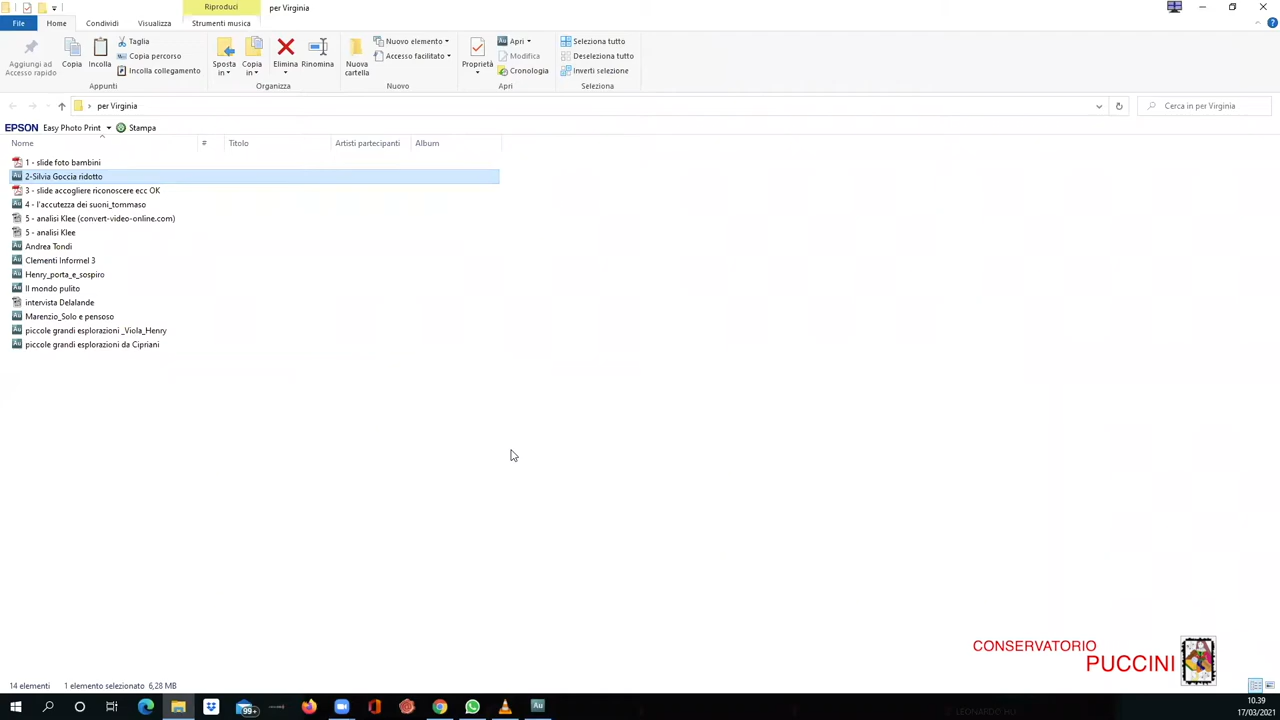 Riproduci
per Virginia
File
Home
Condividi
Visualizza
Strumenti musica
Aggiungi ad Accesso rapido
Copia
Incolla
Taglia
Copia percorso
Incolla collegamento
Appunti
Sposta in
Copia in
Elimina
Rinomina
Organizza
Nuova cartella
Nuovo elemento
Accesso facilitato
Nuovo
Proprietà
Apri
Modifica
Cronologia
Apri
Seleziona tutto
Deseleziona tutto
Inverti selezione
Seleziona
per Virginia
Cerca in per Virginia
EPSON Easy Photo Print Stampa
Nome # Titolo Artisti partecipanti Album
1 - slide foto bambini
2-Silvia Goccia ridotto
3 - slide accogliere riconoscere ecc OK
4 - l'accutezza dei suoni_tommaso
5 - analisi Klee (convert-video-online.com)
5 - analisi Klee
Andrea Tondi
Clementi Informel 3
Henry_porta_e_sospiro
Il mondo pulito
intervista Delalande
Marenzio_Solo e pensoso
piccole grandi esplorazioni _Viola_Henry
piccole grandi esplorazioni da Cipriani
CONSERVATORIO
PUCCINI
14 elementi 1 elemento selezionato 6,28 MB
99+
10.39
17/03/2021
LEONARDO HU